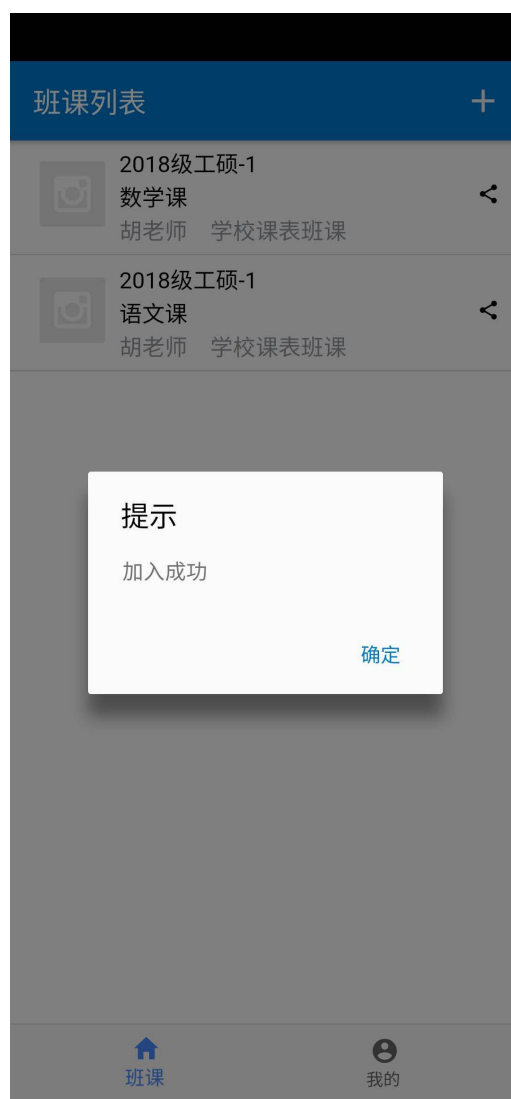 班课列表
2018级工硕-1
数学课
胡老师 学校课表班课
2018级工硕-1
语文课
胡老师 学校课表班课
提示
加入成功
确定
班课
我的